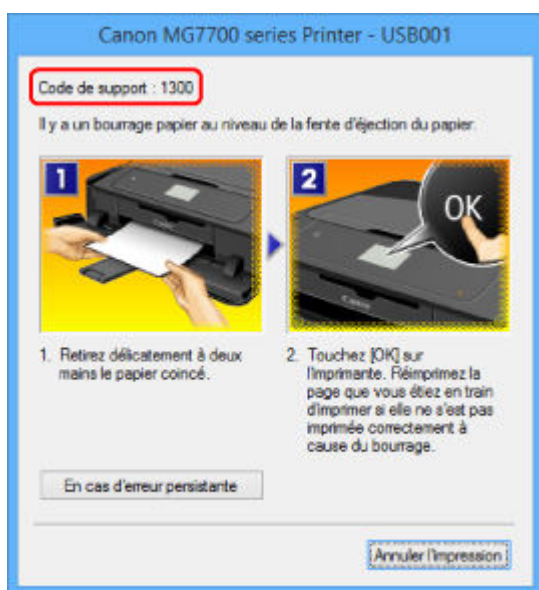 Canon MG7700 series Printer - USB001
Code de support : 1300
Il y a un bourrage papier au niveau de la fente d'éjection du papier.
1
2
OK
Canon
1. Retirez délicatement à deux
mains le papier coincé.
2. Touchez [OK] sur
l'imprimante. Réimprimez la
page que vous étiez en train
d'imprimer si elle ne s'est pas
imprimée correctement à
cause du bourrage.
En cas d'erreur persistante
Annuler l'impression